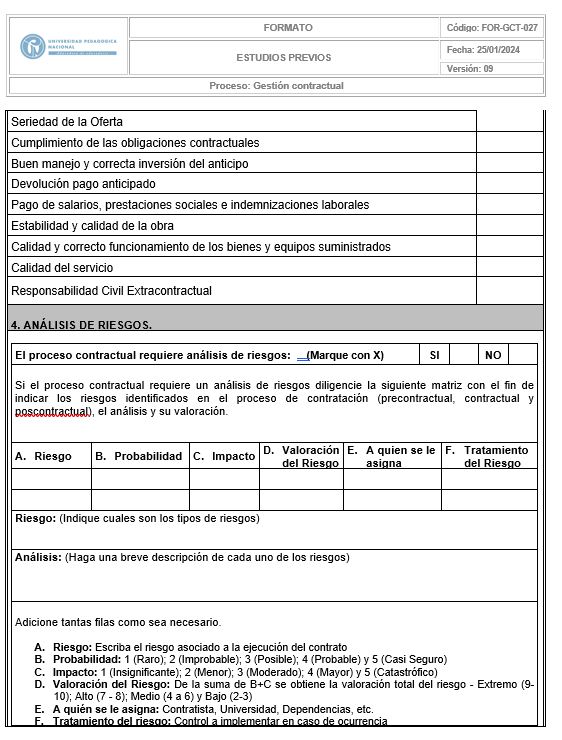 UNIVERSIDAD PEDAGÓGICA
NACIONAL
FORMATO
Código: FOR-GCT-027
ESTUDIOS PREVIOS
Fecha: 25/01/2024
Versión: 09
Proceso: Gestión contractual
Seriedad de la Oferta
Cumplimiento de las obligaciones contractuales
Buen manejo y correcta inversión del anticipo
Devolución pago anticipado
Pago de salarios, prestaciones sociales e indemnizaciones laborales
Estabilidad y calidad de la obra
Calidad y correcto funcionamiento de los bienes y equipos suministrados
Calidad del servicio
Responsabilidad Civil Extracontractual
4. ANÁLISIS DE RIESGOS.
El proceso contractual requiere análisis de riesgos: (Marque con X) SI NO
Si el proceso contractual requiere un análisis de riesgos diligencie la siguiente matriz con el fin de
indicar los riesgos identificados en el proceso de contratación (precontractual, contractual y
poscontractual), el análisis y su valoración.
A. Riesgo
B. Probabilidad
C. Impacto
D. Valoración
del Riesgo
E. A quien se le
asigna
F. Tratamiento
del Riesgo
Riesgo: (Indique cuales son los tipos de riesgos)
Análisis: (Haga una breve descripción de cada uno de los riesgos)
Adicione tantas filas como sea necesario.
A. Riesgo: Escriba el riesgo asociado a la ejecución del contrato
B. Probabilidad: 1 (Raro); 2 (Improbable); 3 (Posible); 4 (Probable) y 5 (Casi Seguro)
C. Impacto: 1 (Insignificante); 2 (Menor); 3 (Moderado); 4 (Mayor) y 5 (Catastrófico)
D. Valoración del Riesgo: De la suma de B+C se obtiene la valoración total del riesgo - Extremo (9-
10); Alto (7 - 8); Medio (4 a 6) y Bajo (2-3)
E. A quién se le asigna: Contratista, Universidad, Dependencias, etc.
F. Tratamiento del riesgo: Control a implementar en caso de ocurrencia